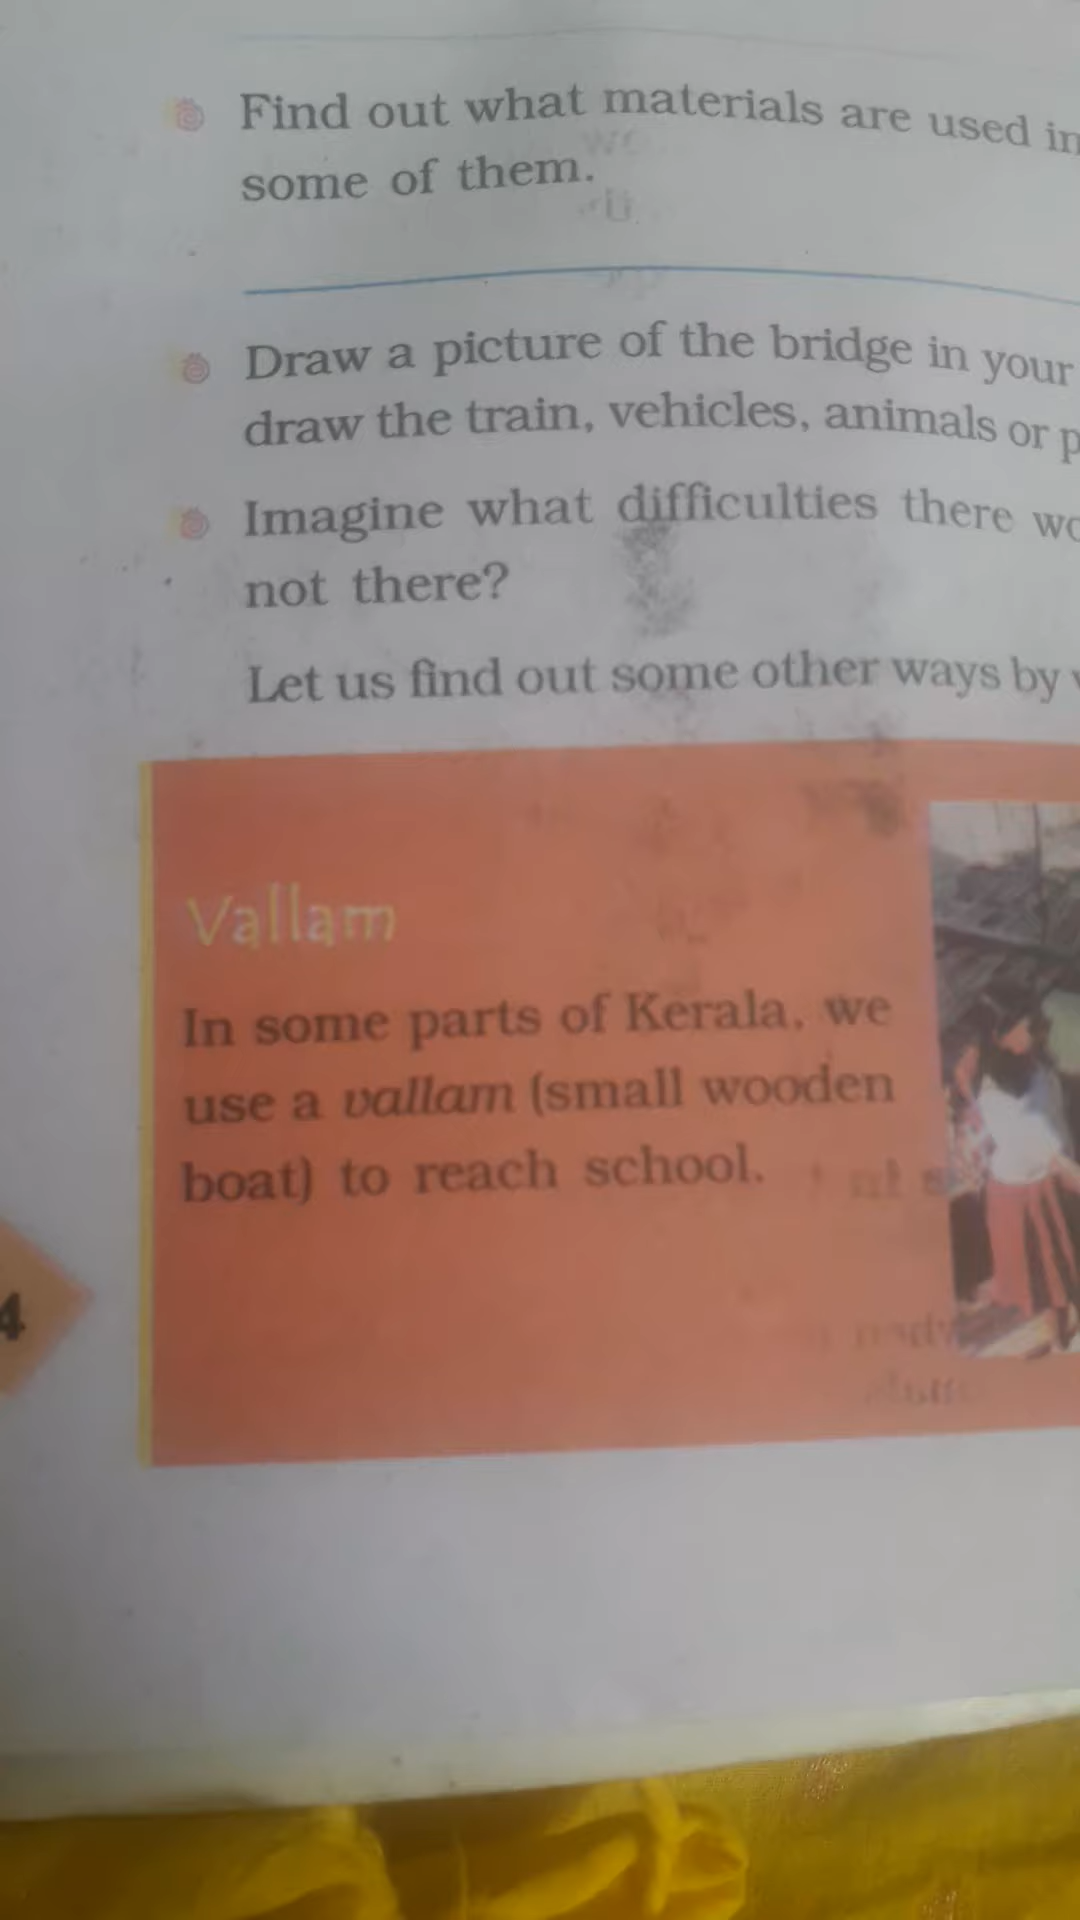 Find out what materials are used in
some of them.
Draw a picture of the bridge in your
draw the train, vehicles, animals or p
Imagine what difficulties there wo
not there?
Let us find out some other ways by
Vallam
In some parts of Kerala, we
use a vallam (small wooden
boat) to reach school.
4